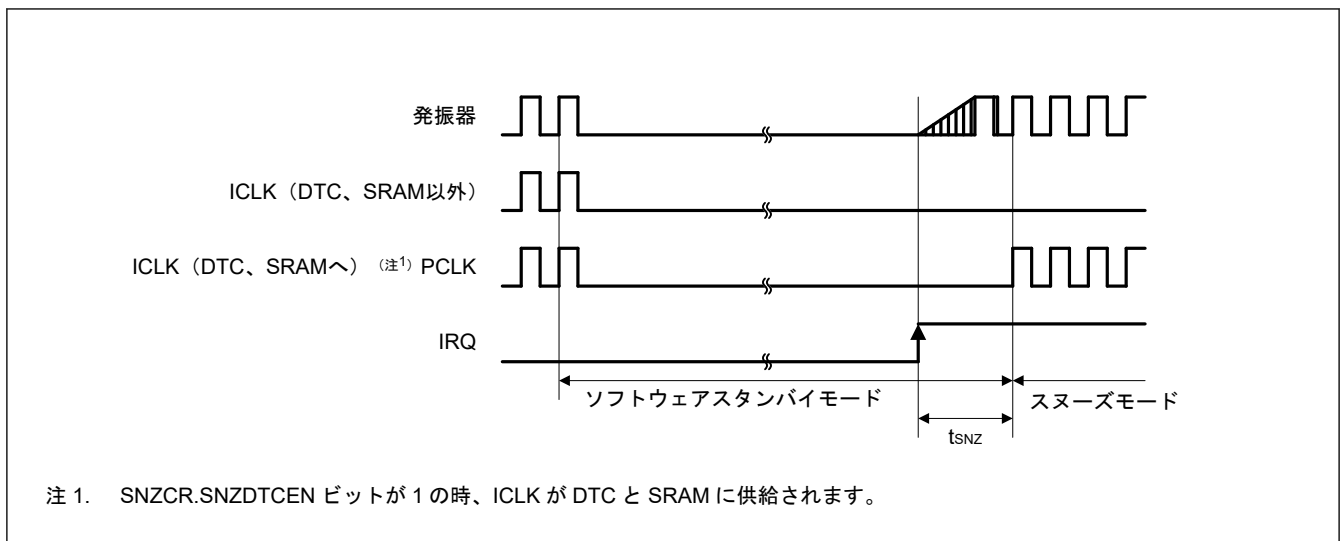 発振器
ICLK（DTC、SRAM以外）
ICLK（DTC、SRAMへ）（注1）PCLK
IRQ
ソフトウェアスタンバイモード
スヌーズモード
tSNZ
注 1. SNZCR.SNZDTCEN ビットが 1 の時、ICLK が DTC と SRAM に供給されます。